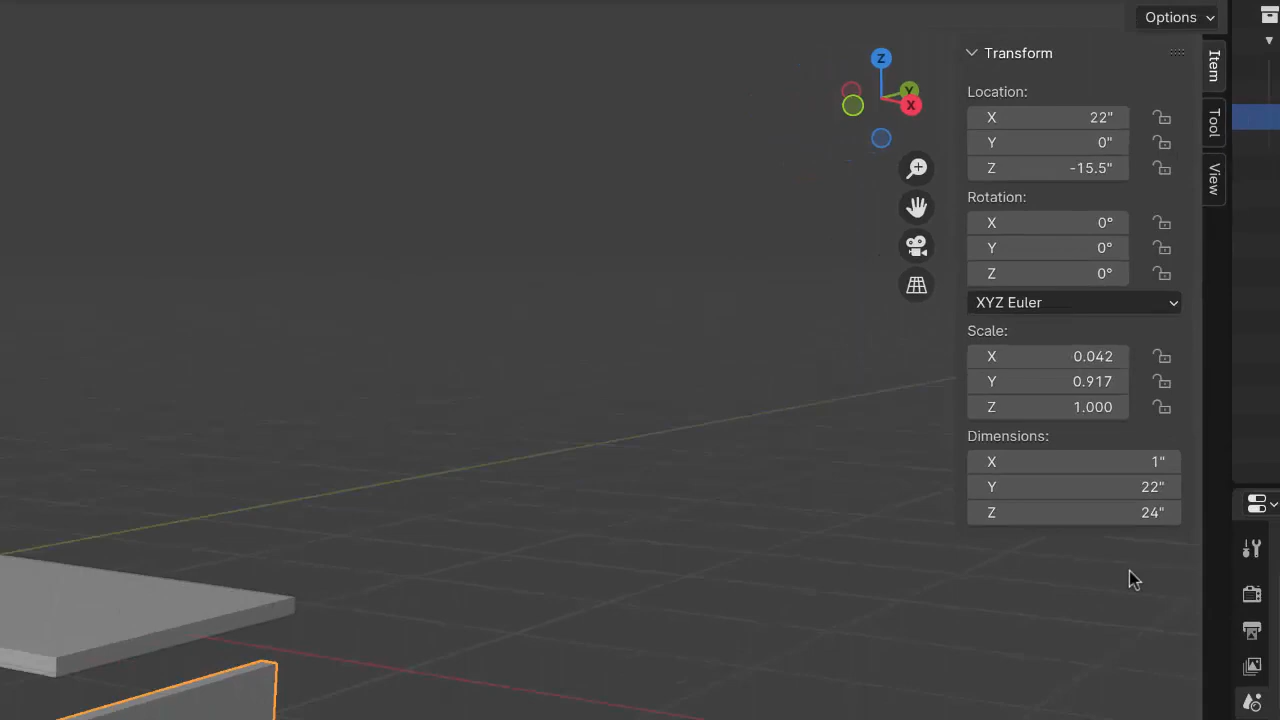 Options
Z
Y
X
Transform
Location:
X 22"
Y 0"
Z -15.5"
Rotation:
X 0°
Y 0°
Z 0°
XYZ Euler
Scale:
X 0.042
Y 0.917
Z 1.000
Dimensions:
X 1"
Y 22"
Z 24"
Item
Tool
View